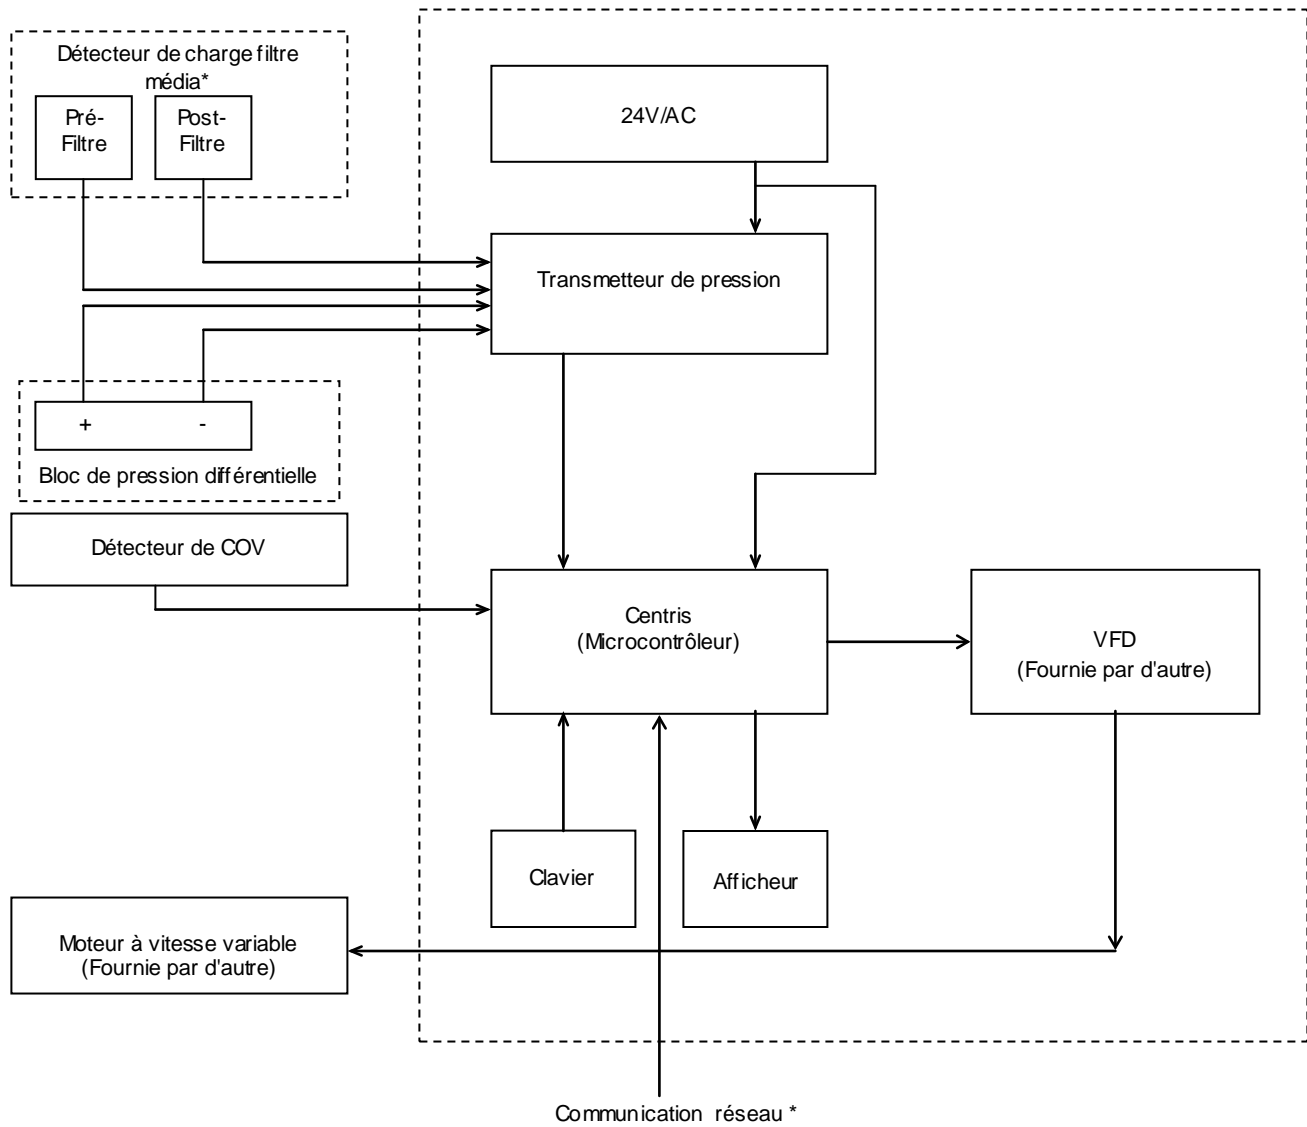 Détecteur de charge filtre
média*
Pré-
Filtre
Post-
Filtre
24V/AC
Transmetteur de pression
+ -
Bloc de pression différentielle
Détecteur de COV
Centris
(Microcontrôleur)
VFD
(Fournie par d'autre)
Clavier
Afficheur
Moteur à vitesse variable
(Fournie par d'autre)
Communication réseau *